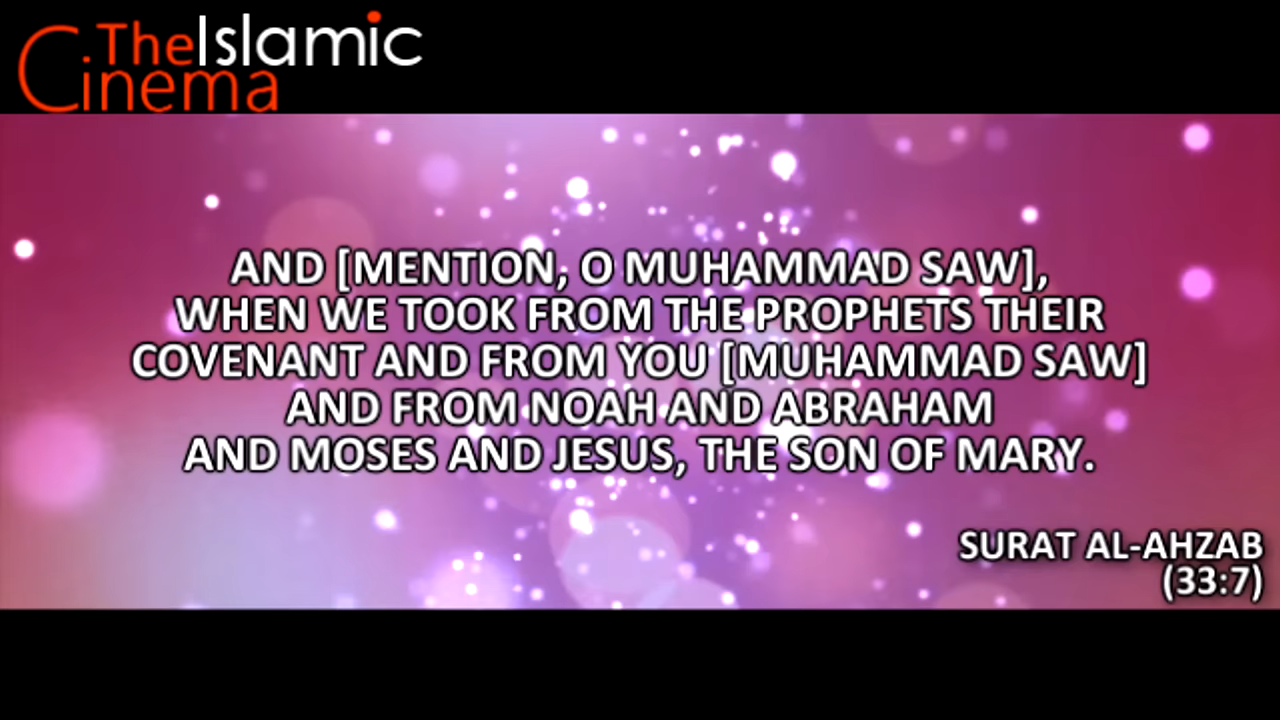 TheIslamic
Cinema
AND [MENTION, O MUHAMMAD SAW],
WHEN WE TOOK FROM THE PROPHETS THEIR
COVENANT AND FROM YOU [MUHAMMAD SAW]
AND FROM NOAH AND ABRAHAM
AND MOSES AND JESUS, THE SON OF MARY.
SURAT AL-AHZAB
(33:7)